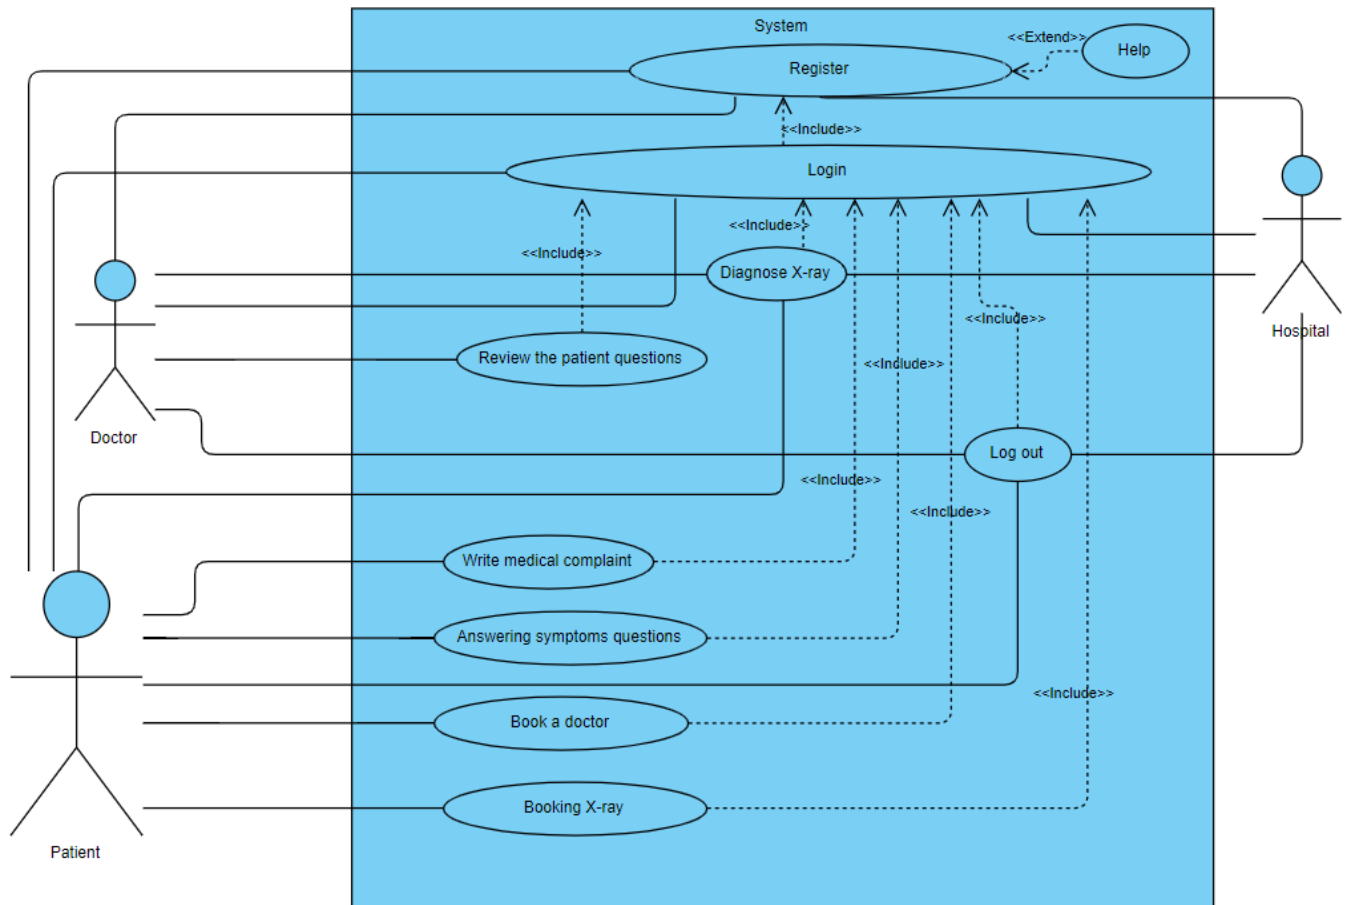 System
<<Extend>>
Help
Register
<<Include>>
Login
<<Include>>
<<Include>>
Diagnose X-ray
<<Include>>
Hospital
Review the patient questions
<<Include>>
Doctor
Log out
<<Include>>
<<Include>>
Write medical complaint
Answering symptoms questions
<<Include>>
Book a doctor
Booking X-ray
Patient